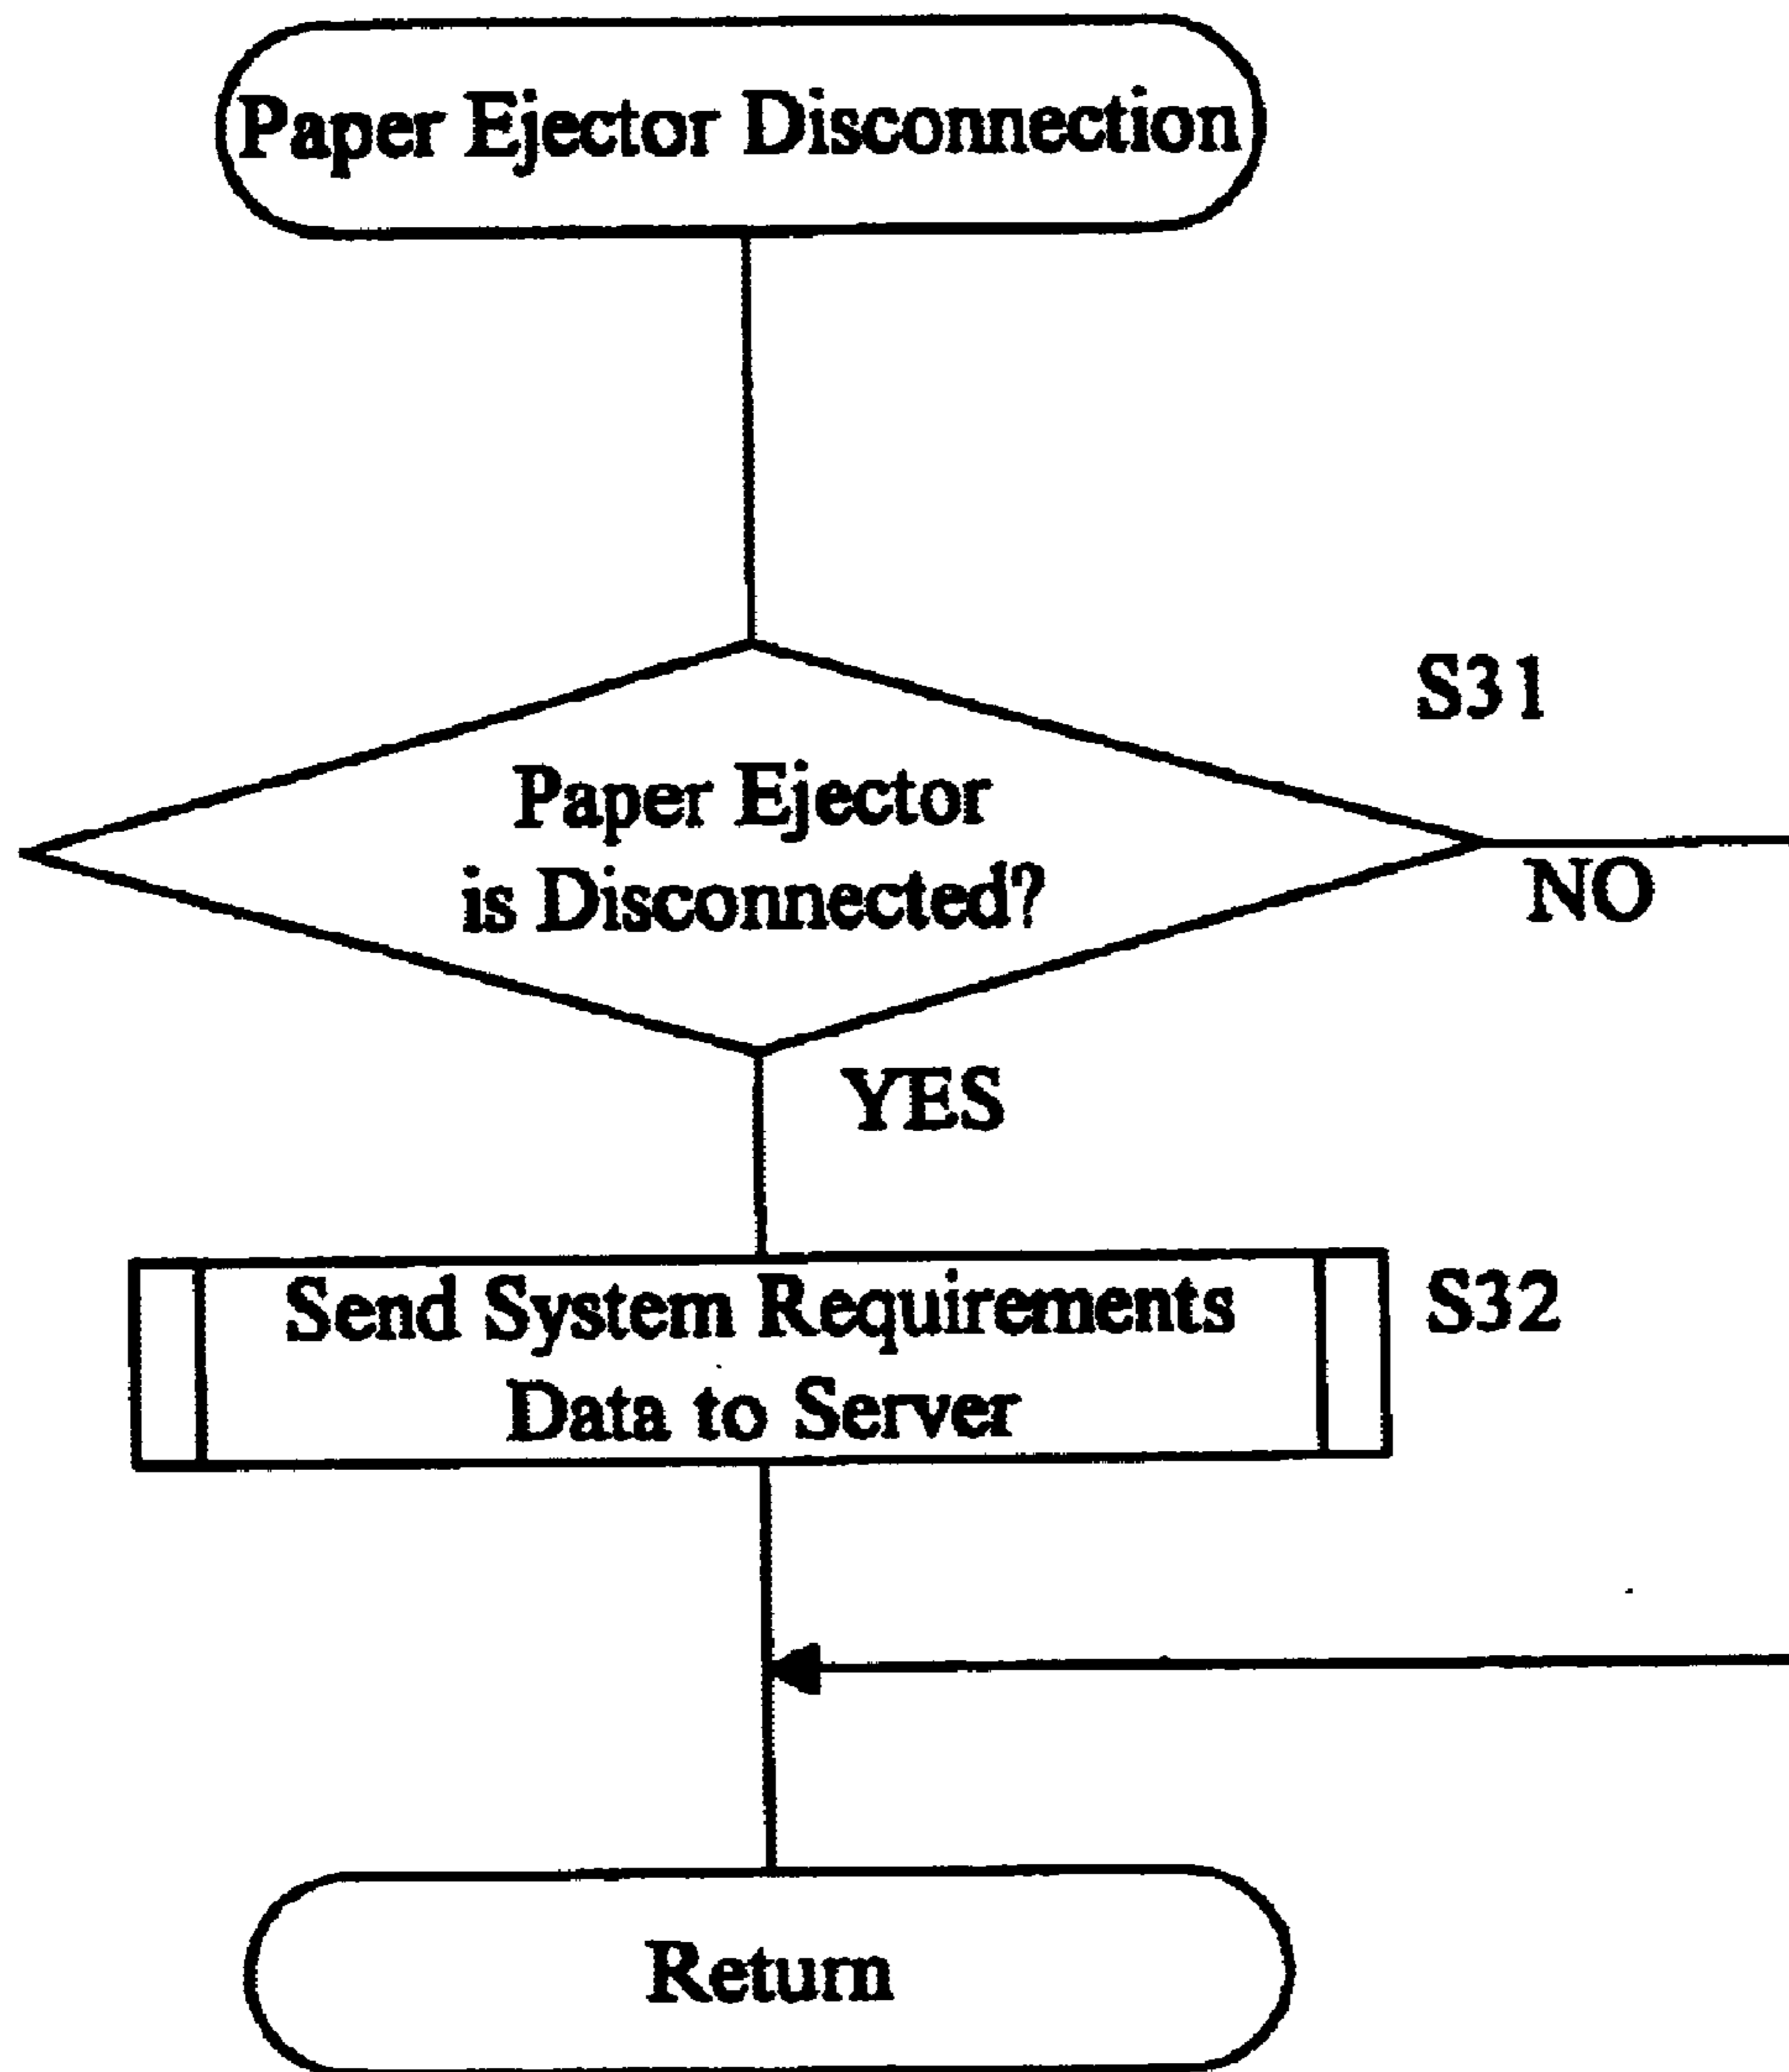 Paper Ejector Disconnection
S31
Paper Ejector
is Disconnected?
NO
YES
Send System Requirements
Data to Server
S32
Return